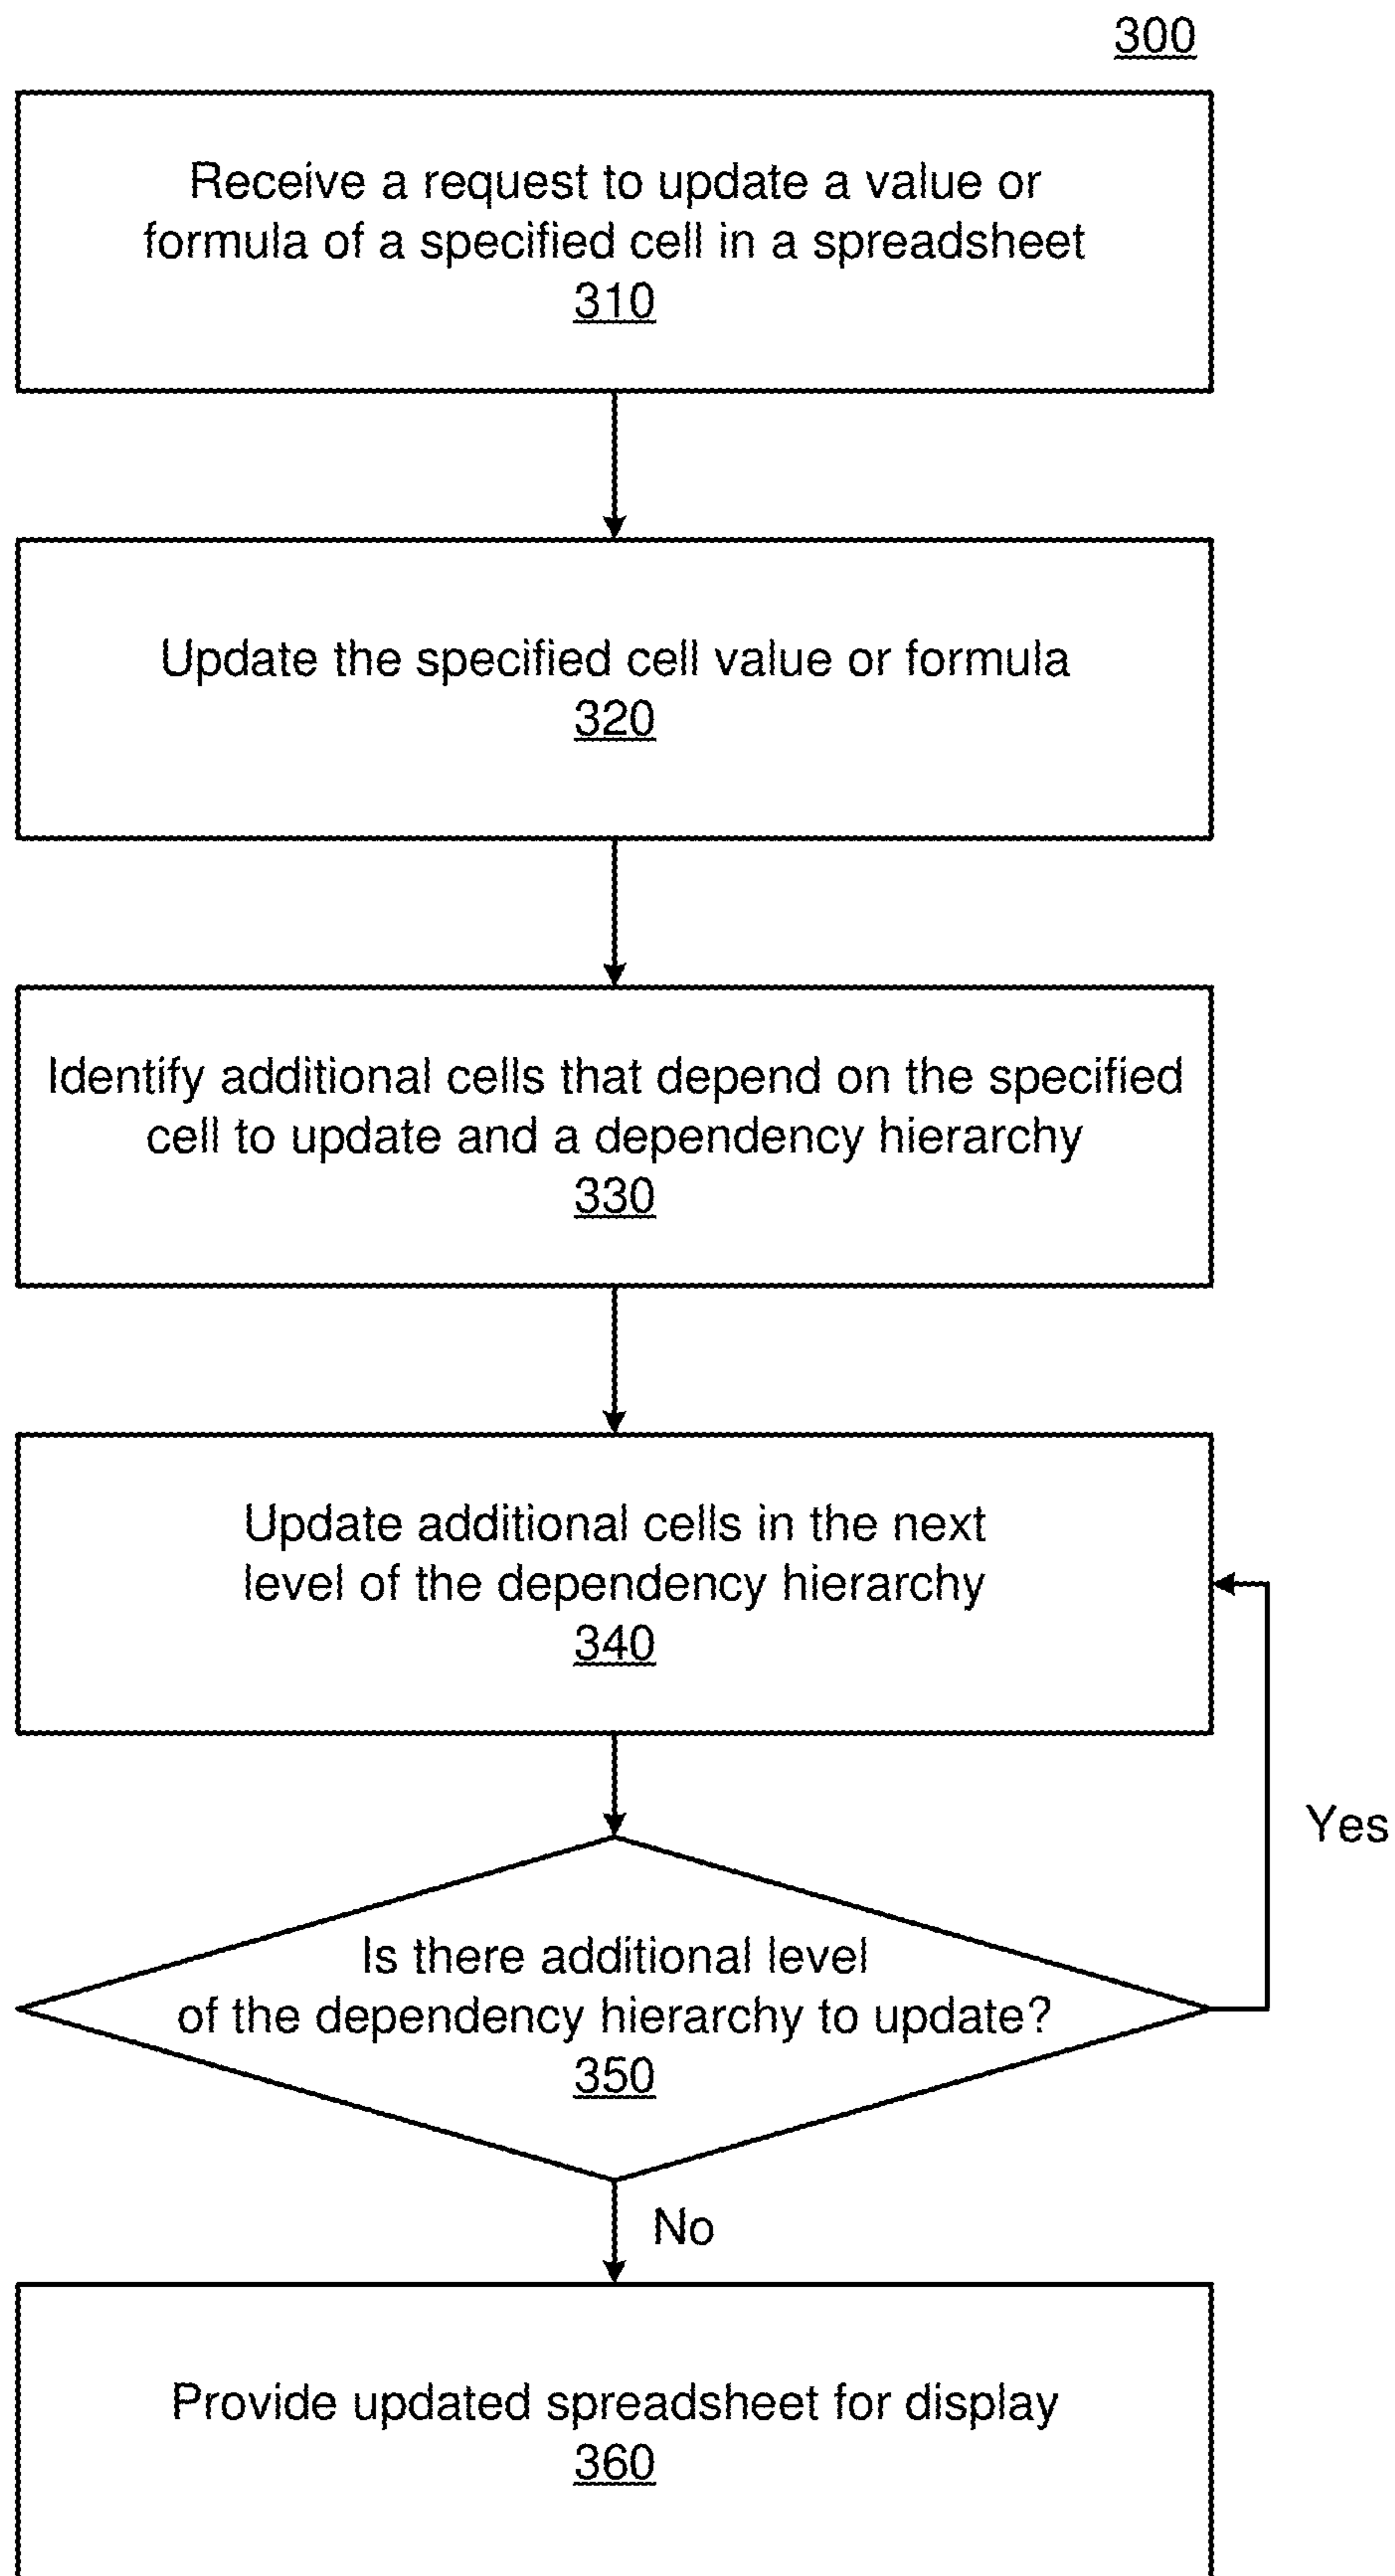 300
Receive a request to update a value or
formula of a specified cell in a spreadsheet
310
Update the specified cell value or formula
320
Identify additional cells that depend on the specified
cell to update and a dependency hierarchy
330
Update additional cells in the next
level of the dependency hierarchy
340
Yes
Is there additional level
of the dependency hierarchy to update?
350
No
Provide updated spreadsheet for display
360